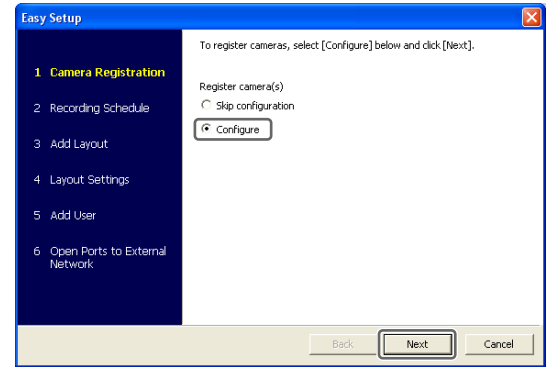 Easy Setup
To register cameras, select [Configure] below and click [Next].
1 Camera Registration
Register camera(s)
Skip configuration
2 Recording Schedule
Configure
3 Add Layout
4 Layout Settings
5 Add User
6 Open Ports to External
Network
Back Next Cancel